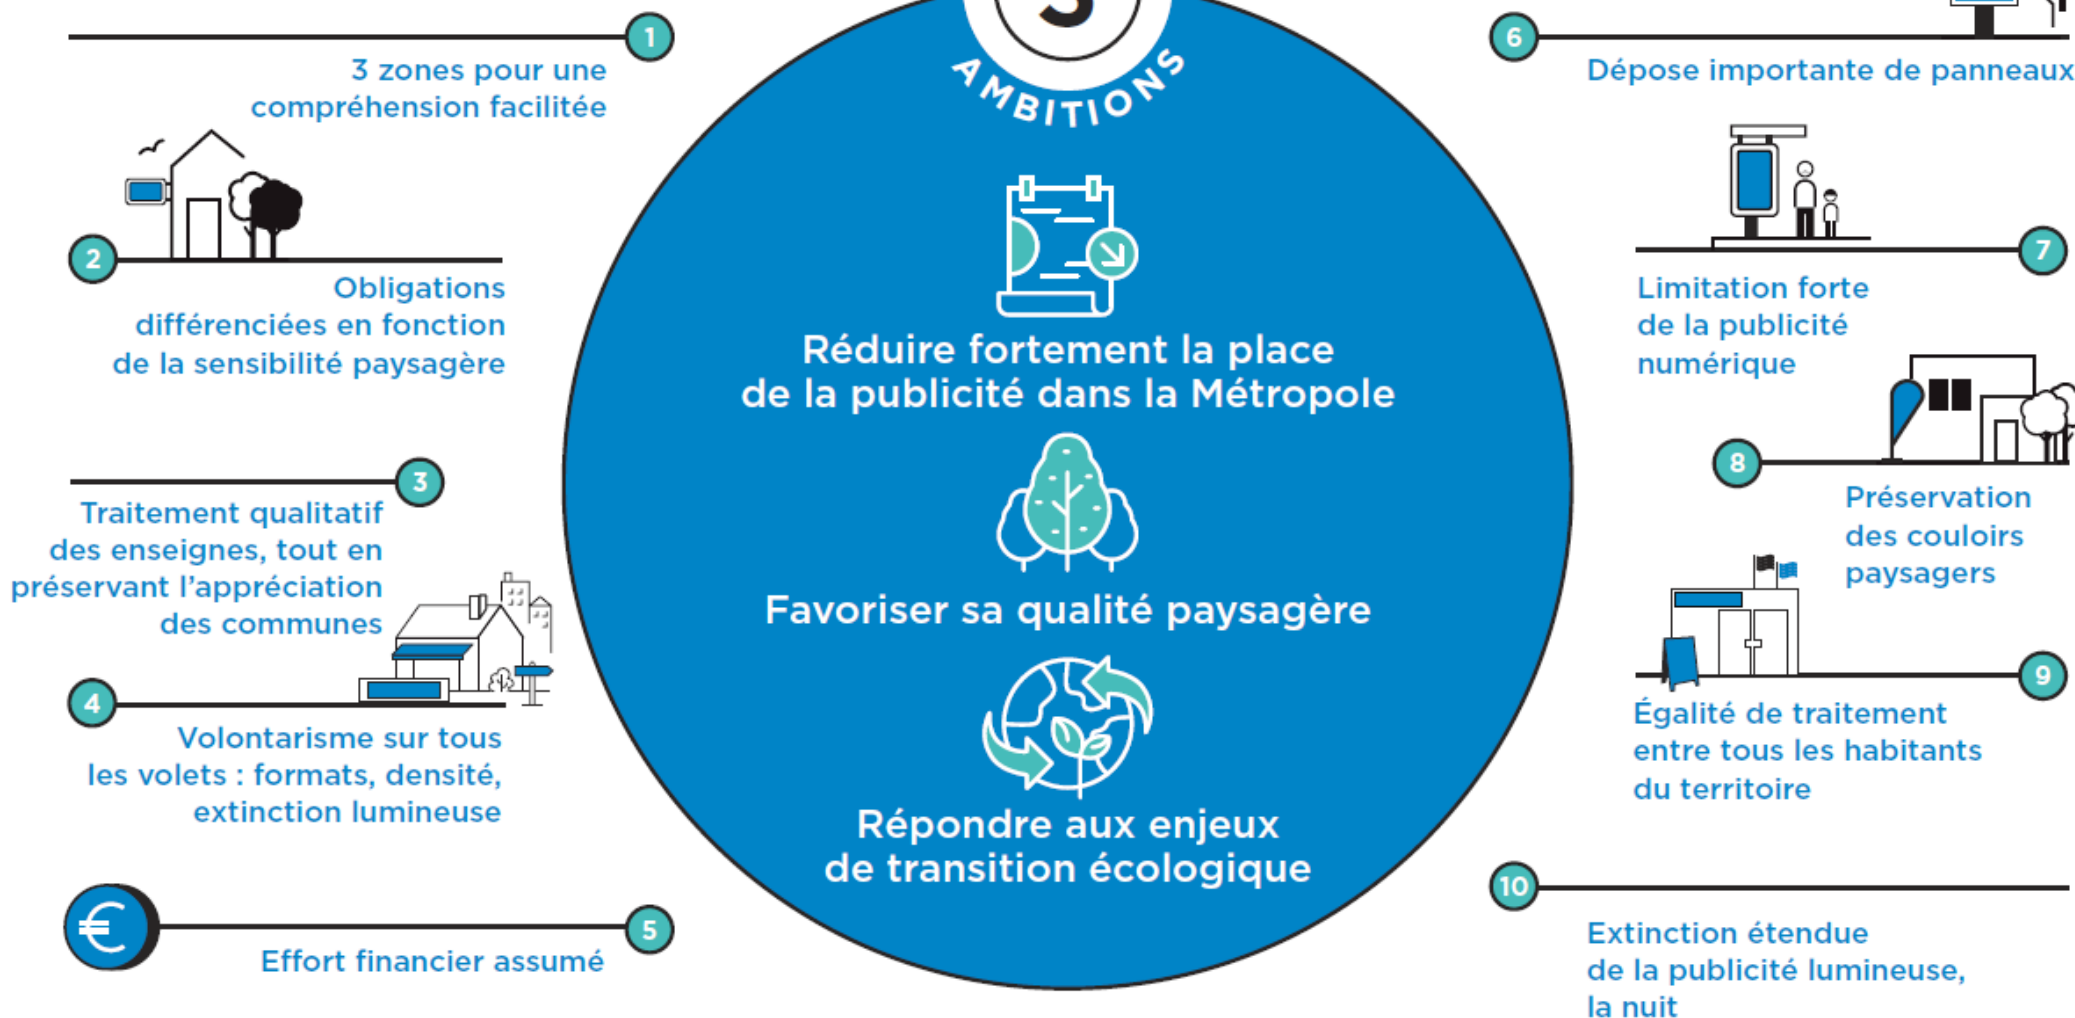 1
3 zones pour une
compréhension facilitée
2
Obligations
différenciées en fonction
de la sensibilité paysagère
3
Traitement qualitatif
des enseignes, tout en
préservant l'appréciation
des communes
4
Volontarisme sur tous
les volets : formats, densité,
extinction lumineuse
€
5
Effort financier assumé
3
AMBITIONS
Réduire fortement la place
de la publicité dans la Métropole
Favoriser sa qualité paysagère
Répondre aux enjeux
de transition écologique
6
Dépose importante de panneaux
7
Limitation forte
de la publicité
numérique
8
Préservation
des couloirs
paysagers
9
Égalité de traitement
entre tous les habitants
du territoire
10
Extinction étendue
de la publicité lumineuse,
la nuit